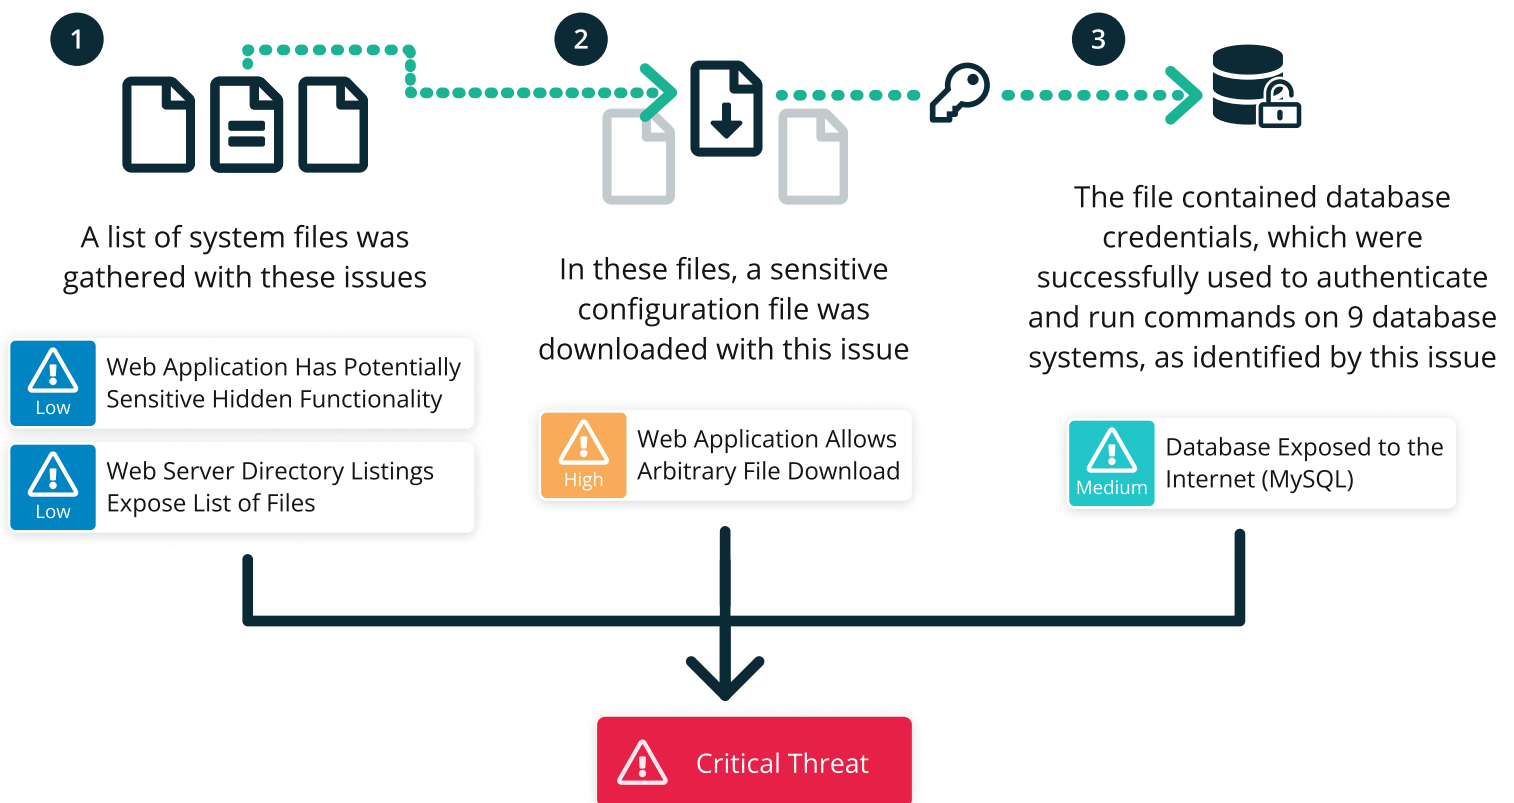 1
A list of system files was
gathered with these issues
Low
Web Application Has Potentially
Sensitive Hidden Functionality
Low
Web Server Directory Listings
Expose List of Files
2
In these files, a sensitive
configuration file was
downloaded with this issue
High
Web Application Allows
Arbitrary File Download
3
The file contained database
credentials, which were
successfully used to authenticate
and run commands on 9 database
systems, as identified by this issue
Medium
Database Exposed to the
Internet (MySQL)
Critical Threat